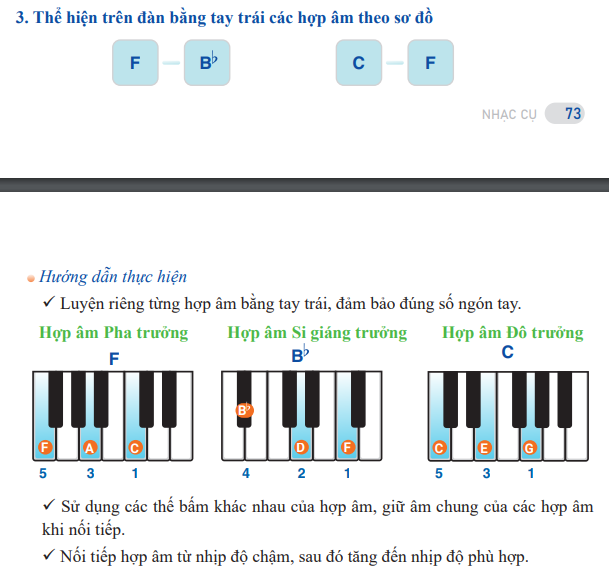 3. Thể hiện trên đàn bằng tay trái các hợp âm theo sơ đồ
F B♭ C F
NHẠC CỤ 73
Hướng dẫn thực hiện
✓ Luyện riêng từng hợp âm bằng tay trái, đảm bảo đúng số ngón tay.
Hợp âm Pha trưởng Hợp âm Si giáng trưởng Hợp âm Đô trưởng
F B♭ C
B♭
F A C D F C E G
5 3 1 4 2 1 5 3 1
✓ Sử dụng các thế bấm khác nhau của hợp âm, giữ âm chung của các hợp âm
khi nối tiếp.
✓ Nối tiếp hợp âm từ nhịp độ chậm, sau đó tăng đến nhịp độ phù hợp.